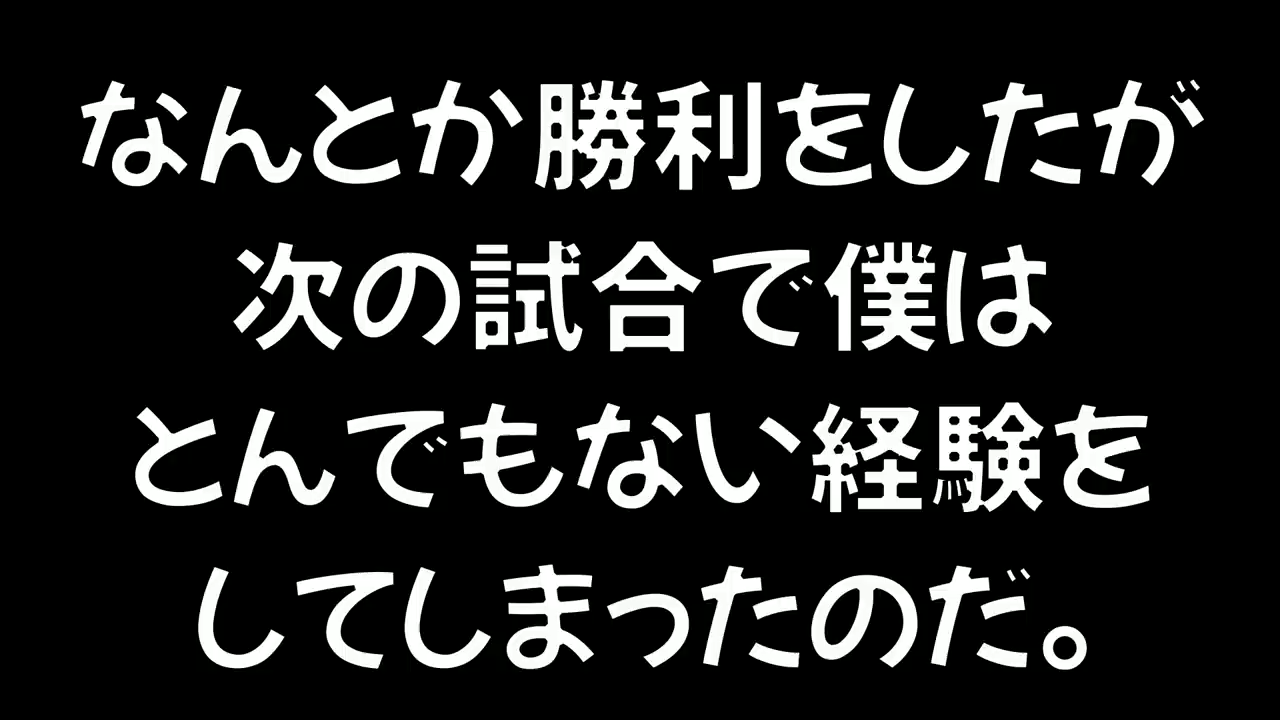 なんとか勝利をしたが
次の試合で僕は
とんでもない経験を
してしまったのだ。